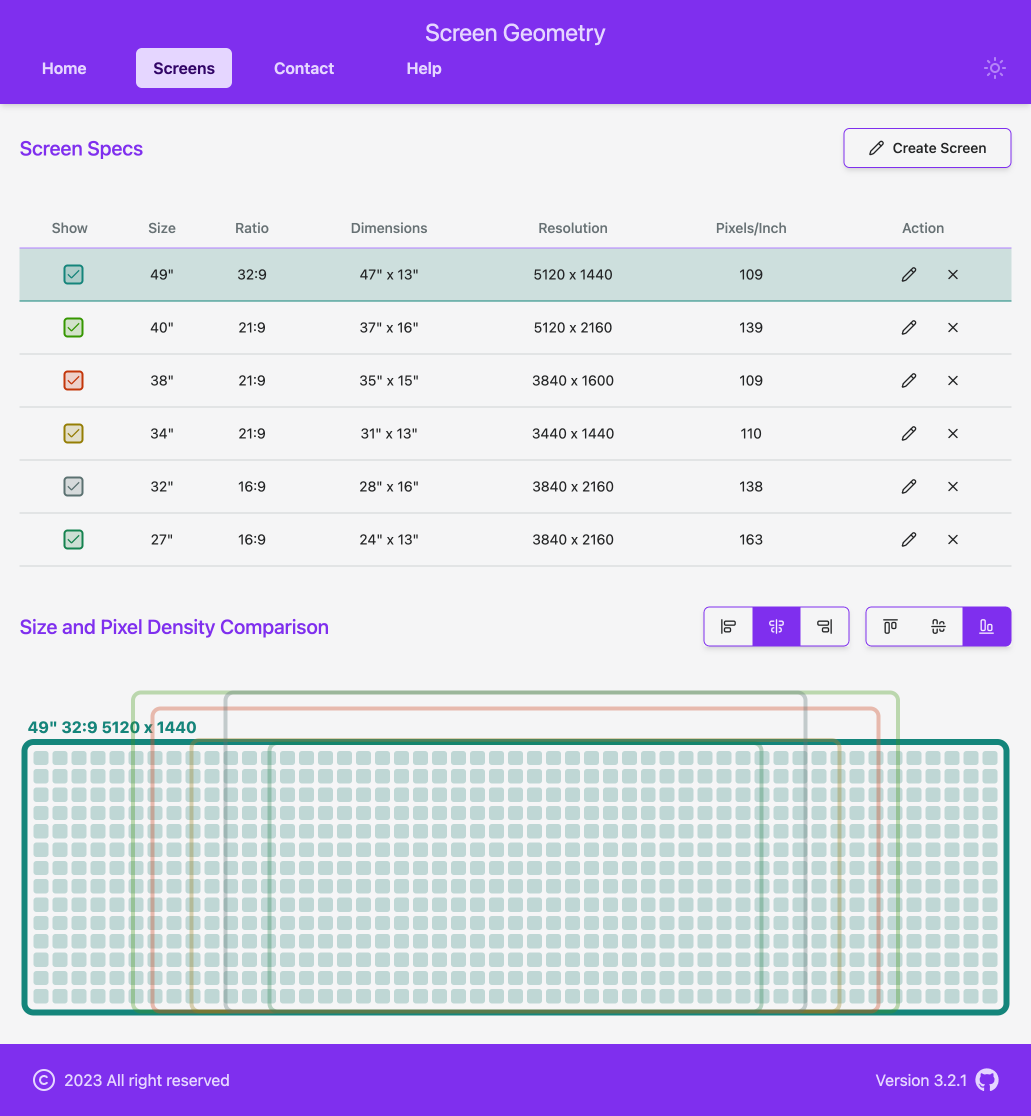 Screen Geometry
Home Screens Contact Help
Screen Specs
Create Screen
Show Size Ratio Dimensions Resolution Pixels/Inch Action
49" 32:9 47" x 13" 5120 x 1440 109
40" 21:9 37" x 16" 5120 x 2160 139
38" 21:9 35" x 15" 3840 x 1600 109
34" 21:9 31" x 13" 3440 x 1440 110
32" 16:9 28" x 16" 3840 x 2160 138
27" 16:9 24" x 13" 3840 x 2160 163
Size and Pixel Density Comparison
49" 32:9 5120 x 1440
© 2023 All right reserved
Version 3.2.1